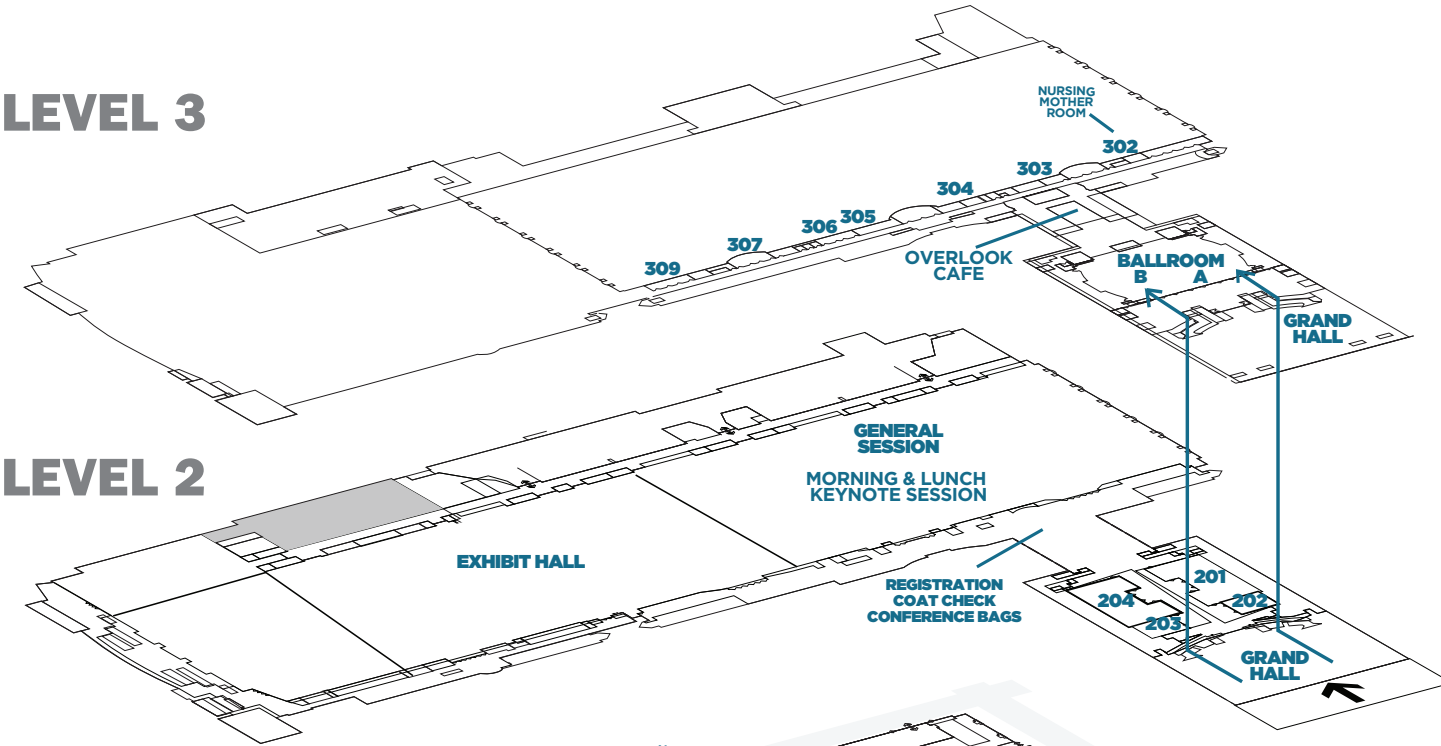 LEVEL 3
NURSING
MOTHER
ROOM
302
303
304
305
306
307
309
OVERLOOK
CAFE
BALLROOM
B A
GRAND
HALL
LEVEL 2
GENERAL
SESSION
MORNING & LUNCH
KEYNOTE SESSION
EXHIBIT HALL
REGISTRATION
COAT CHECK
CONFERENCE BAGS
201
204
202
203
GRAND
HALL